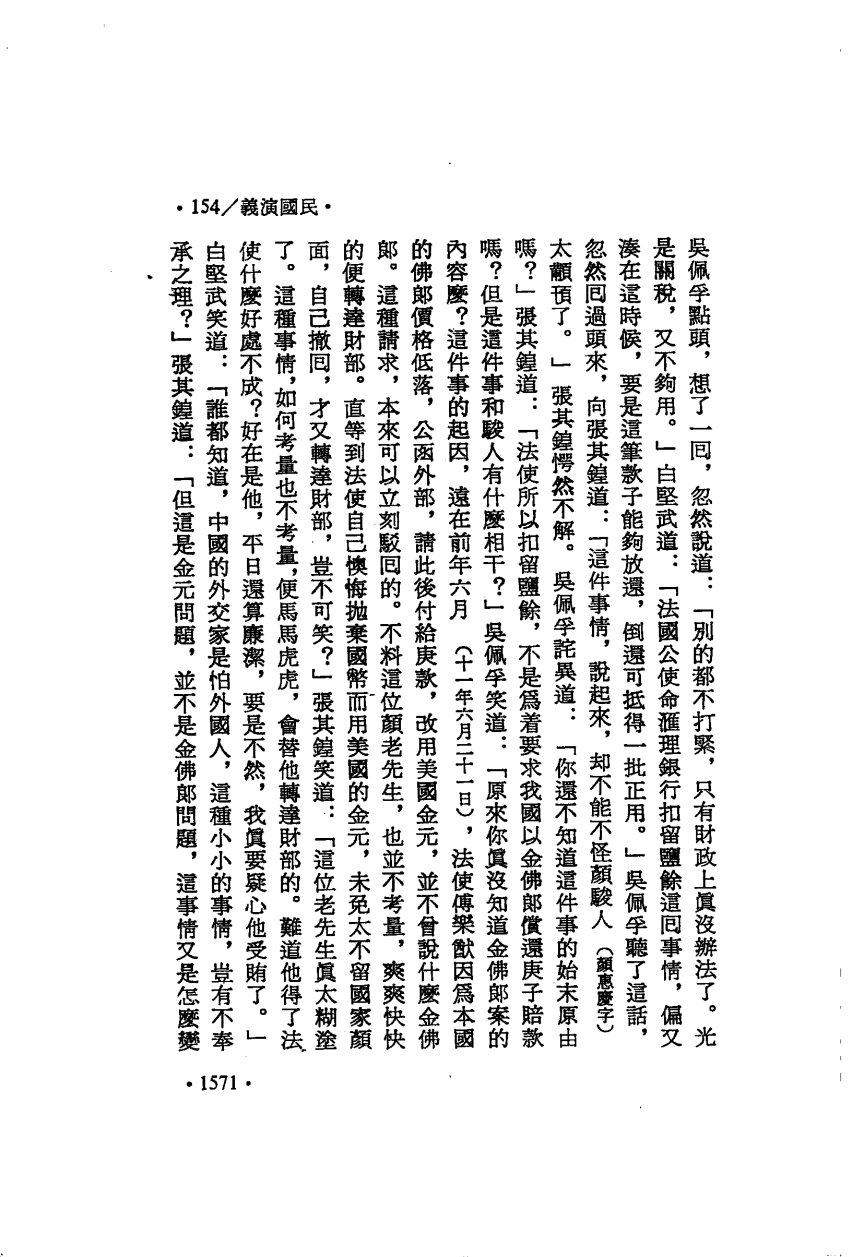 •154／義演國民•
吳佩孚點頭，想了一囘，忽然說道：「別的都不打緊，只有財政上眞沒辦法了。光
是關稅，又不夠用。」白堅武道：「法國公使命滙理銀行扣留鹽餘這囘事情，偏又
湊在這時候，要是這筆款子能夠放還，倒還可抵得一批正用。」吳佩孚聽了這話，
忽然囘過頭來，向張其鍠道：「這件事情，說起來，却不能不怪顏駿人（顏惠慶字）
太顢頇了。」張其鍠愕然不解。吳佩孚詫異道：「你還不知道這件事的始末原由
嗎？」張其鍠道：「法使所以扣留鹽餘，不是爲着要求我國以金佛郎償還庚子賠款
嗎？但是這件事和駿人有什麼相干？」吳佩孚笑道：「原來你眞沒知道金佛郎案的
內容麼？這件事的起因，遠在前年六月（十一年六月二十一日），法使傅樂猷因爲本國
的佛郎價格低落，公函外部，請此後付給庚款，改用美國金元，並不曾說什麼金佛
郎。這種請求，本來可以立刻駁囘的。不料這位顏老先生，也並不考量，爽爽快快
的便轉達財部。直等到法使自己懊悔拋棄國幣而用美國的金元，未免太不留國家顏
面，自己撤囘，才又轉達財部，豈不可笑？」張其鍠笑道：「這位老先生眞太糊塗
了。這種事情，如何考量也不考量，便馬馬虎虎，會替他轉達財部的。難道他得了法
使什麼好處不成？好在是他，平日還算廉潔，要是不然，我眞要疑心他受賄了。」
白堅武笑道：「誰都知道，中國的外交家是怕外國人，這種小小的事情，豈有不奉
承之理？」張其鍠道：「但這是金元問題，並不是金佛郎問題，這事情又是怎麼變
•1571•